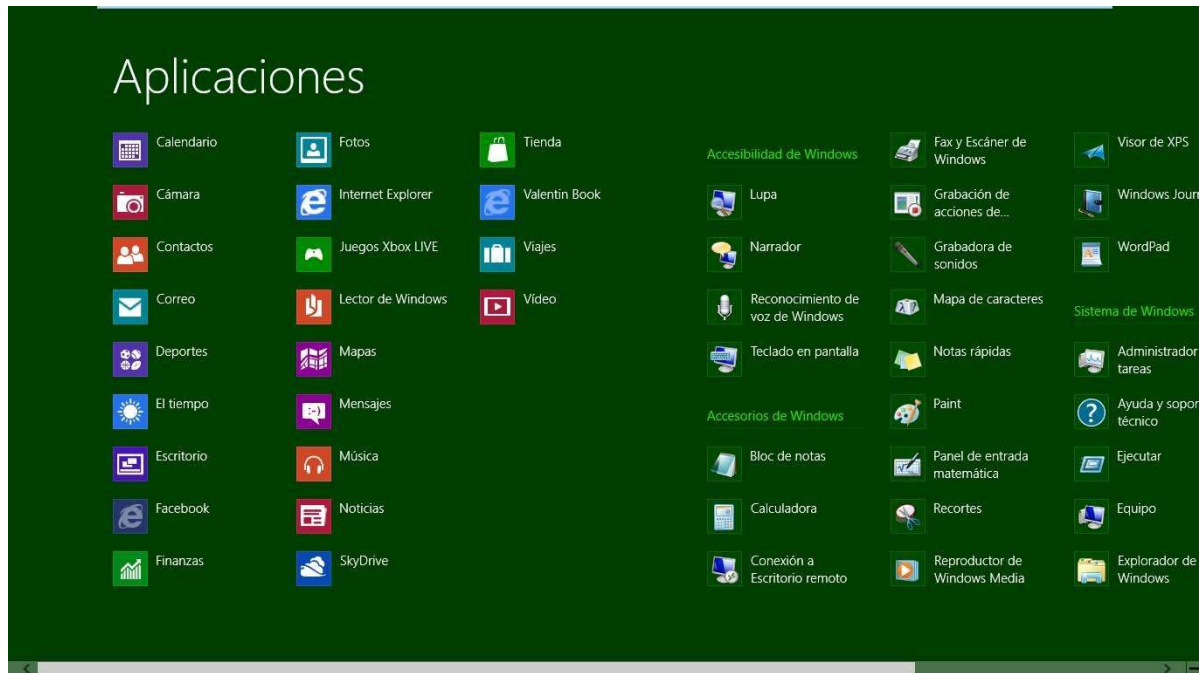 Aplicaciones
Calendario
Cámara
Contactos
Correo
Deportes
El tiempo
Escritorio
Facebook
Finanzas
Fotos
Internet Explorer
Juegos Xbox LIVE
Lector de Windows
Mapas
Mensajes
Música
Noticias
SkyDrive
Tienda
Valentin Book
Viajes
Vídeo
Accesibilidad de Windows
Lupa
Narrador
Reconocimiento de
voz de Windows
Teclado en pantalla
Accesorios de Windows
Bloc de notas
Calculadora
Conexión a
Escritorio remoto
Fax y Escáner de
Windows
Grabación de
acciones de...
Grabadora de
sonidos
Mapa de caracteres
Notas rápidas
Paint
Panel de entrada
matemática
Recortes
Reproductor de
Windows Media
Visor de XPS
Windows Jour
WordPad
Sistema de Windows
Administrador
tareas
Ayuda y sopor
técnico
Ejecutar
Equipo
Explorador de
Windows